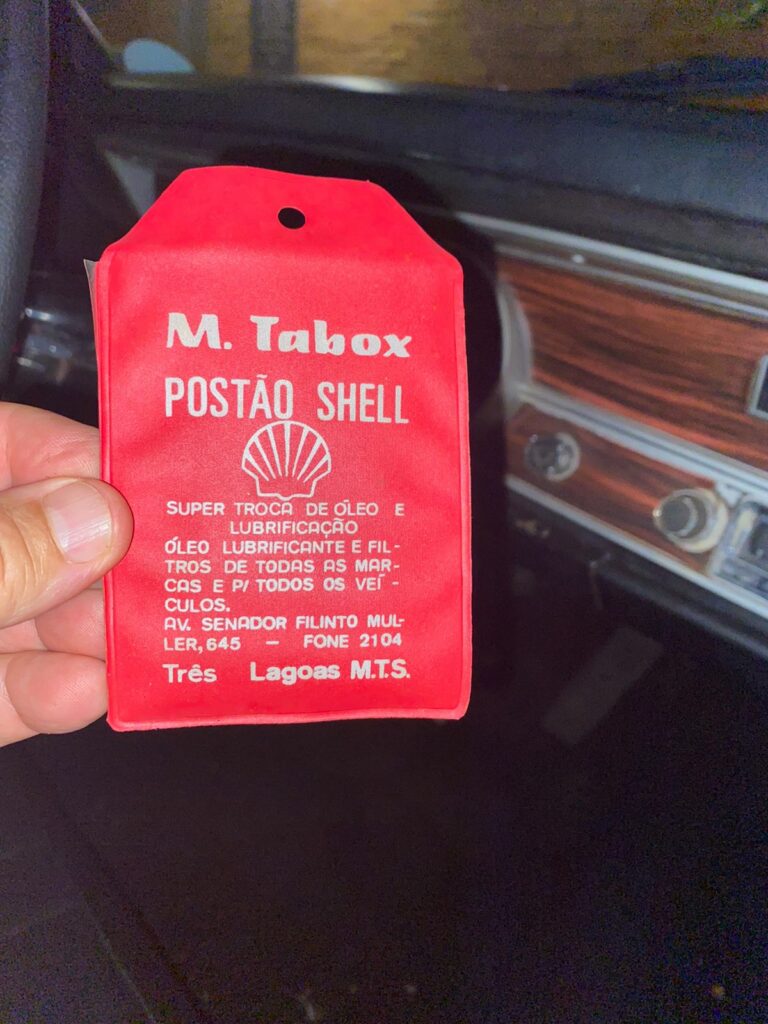 M. Tabox
POSTÃO SHELL
SUPER TROCA DE ÓLEO E
LUBRIFICAÇÃO
ÓLEO LUBRIFICANTE E FIL-
TROS DE TODAS AS MAR-
CAS E P/ TODOS OS VEÍ-
CULOS.
AV. SENADOR FILINTO MUL-
LER, 645 — FONE 2104
Três Lagoas M.T.S.